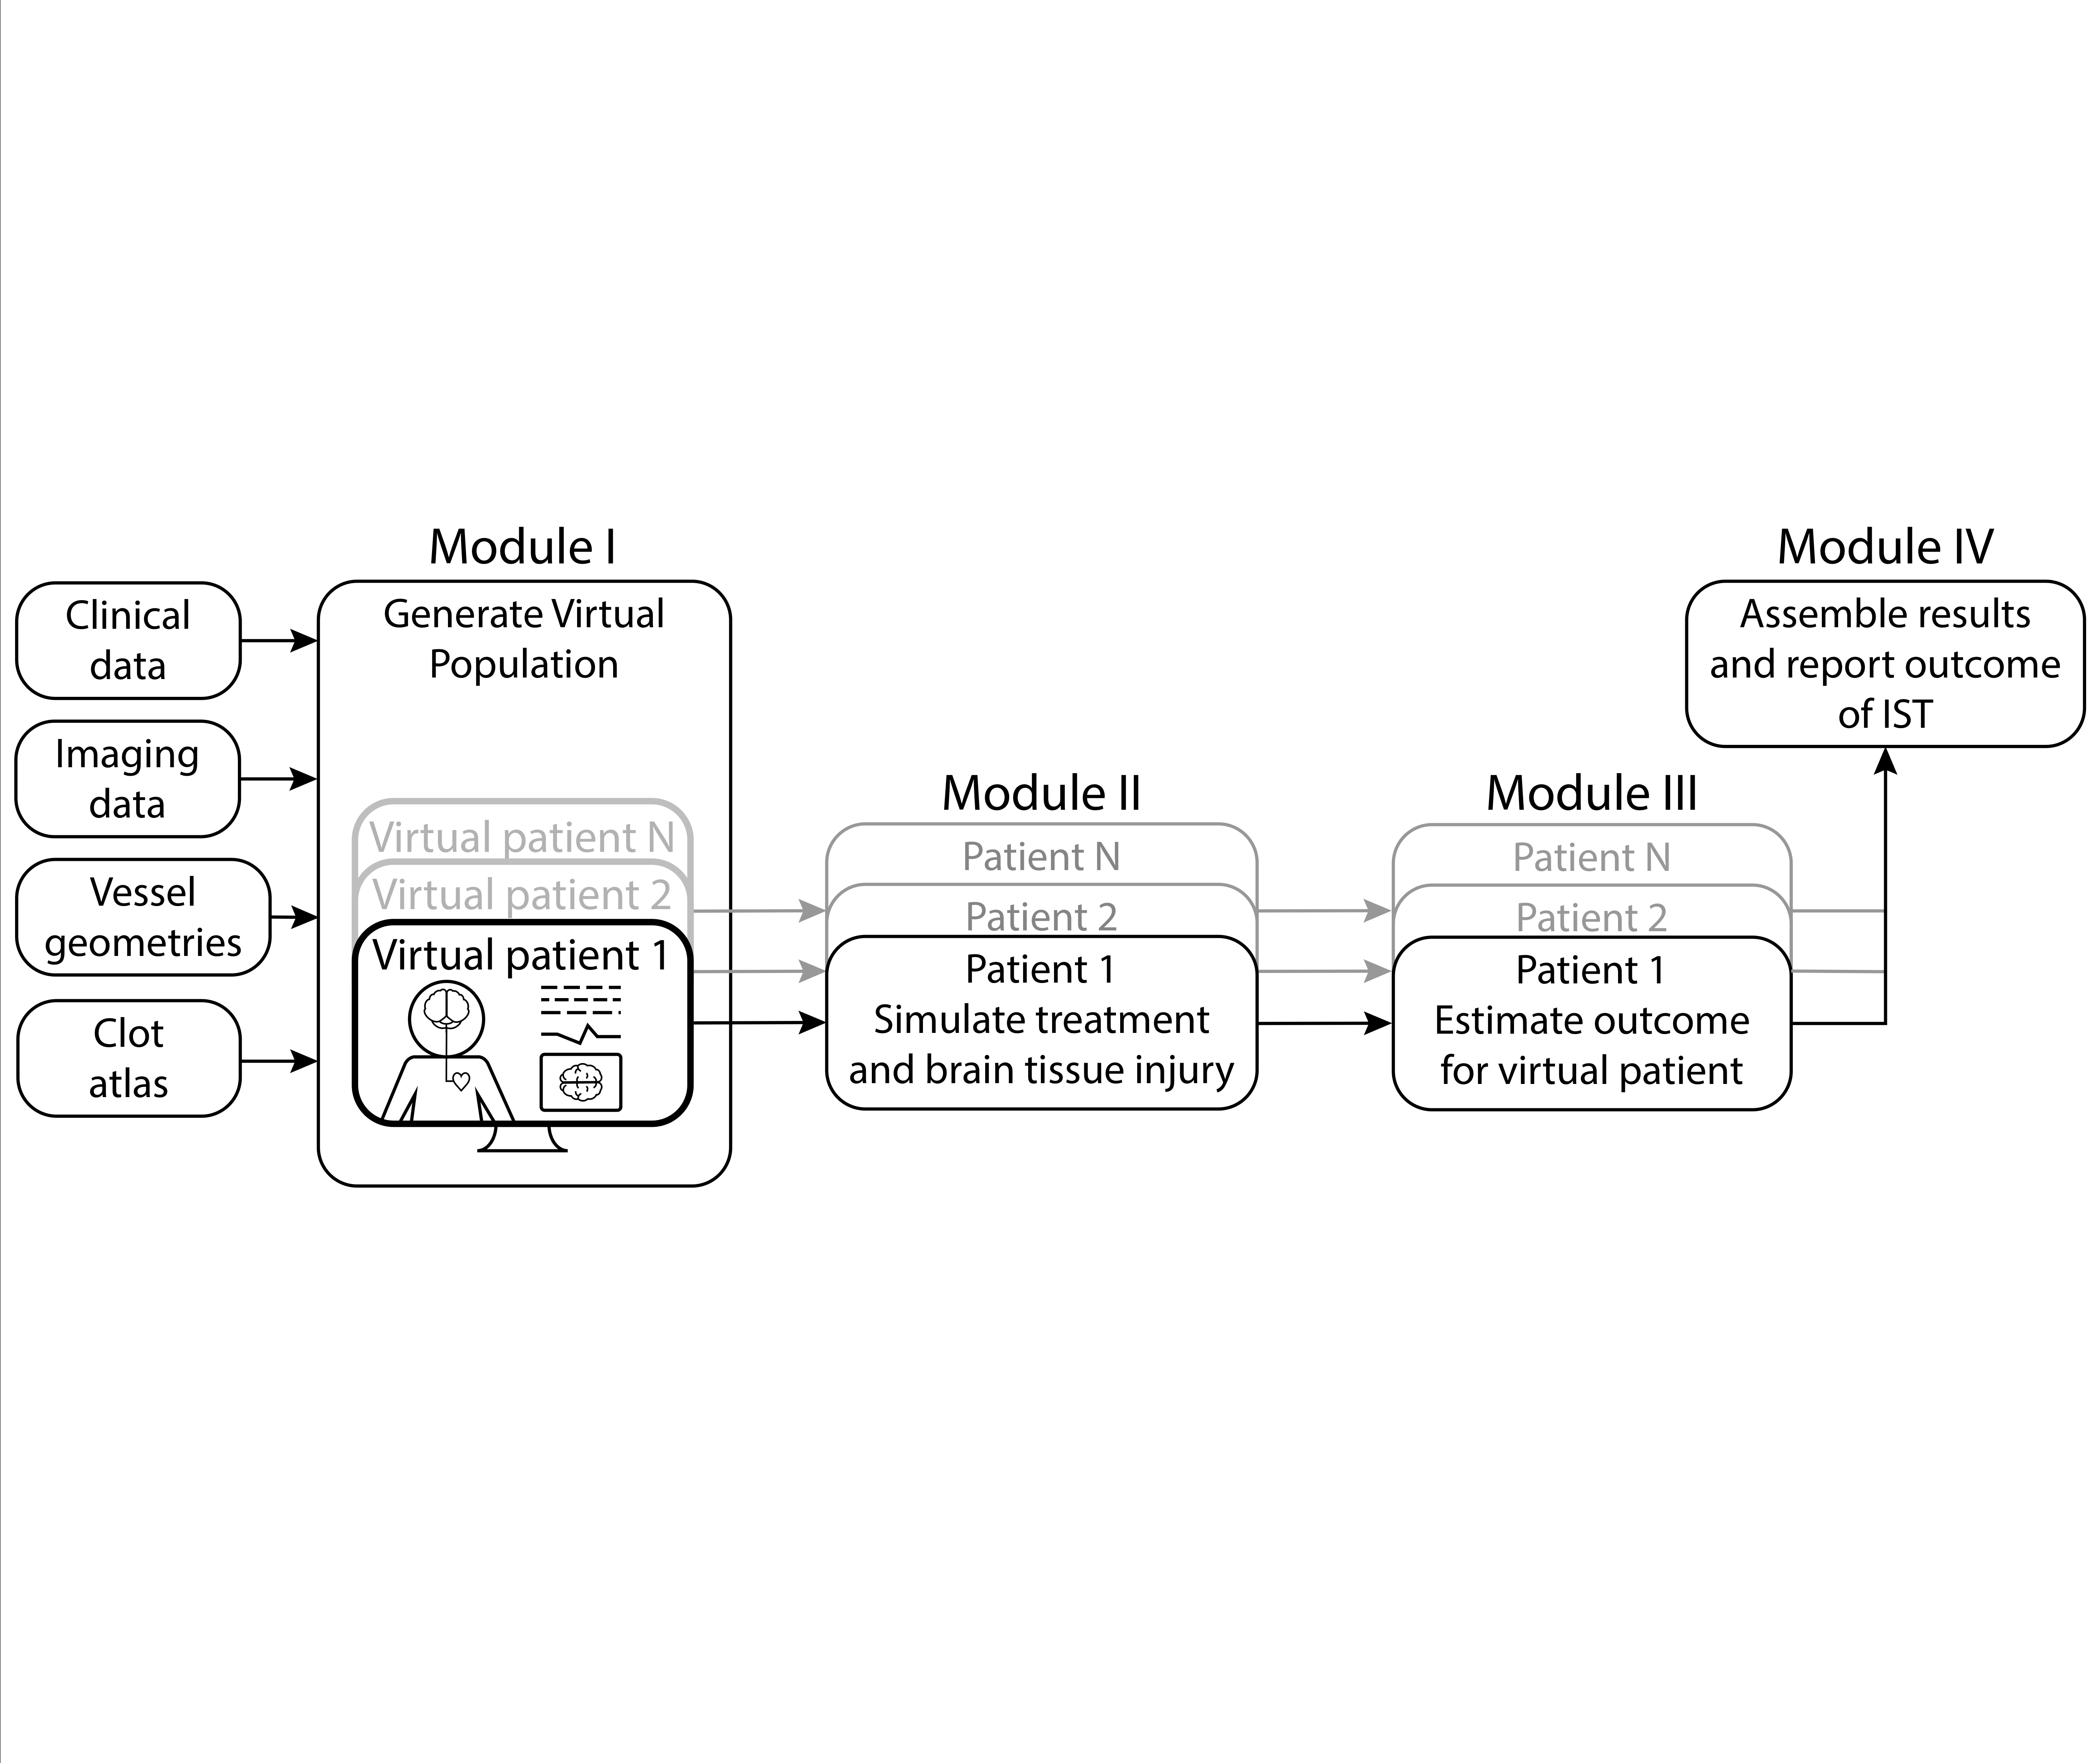 Clinical
data
Imaging
data
Vessel
geometries
Clot
atlas
Module I
Generate Virtual
Population
Virtual patient N
Virtual patient 2
Virtual patient 1
Module II
Patient N
Patient 2
Patient 1
Simulate treatment
and brain tissue injury
Module III
Patient N
Patient 2
Patient 1
Estimate outcome
for virtual patient
Module IV
Assemble results
and report outcome
of IST